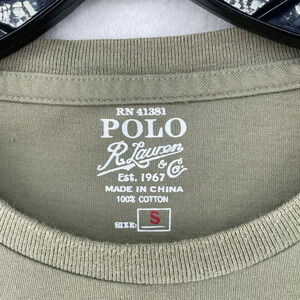 RN 41381
POLO
R. Lauren
& Co
EST. 1967
MADE IN CHINA
100% COTTON
SIZE: S